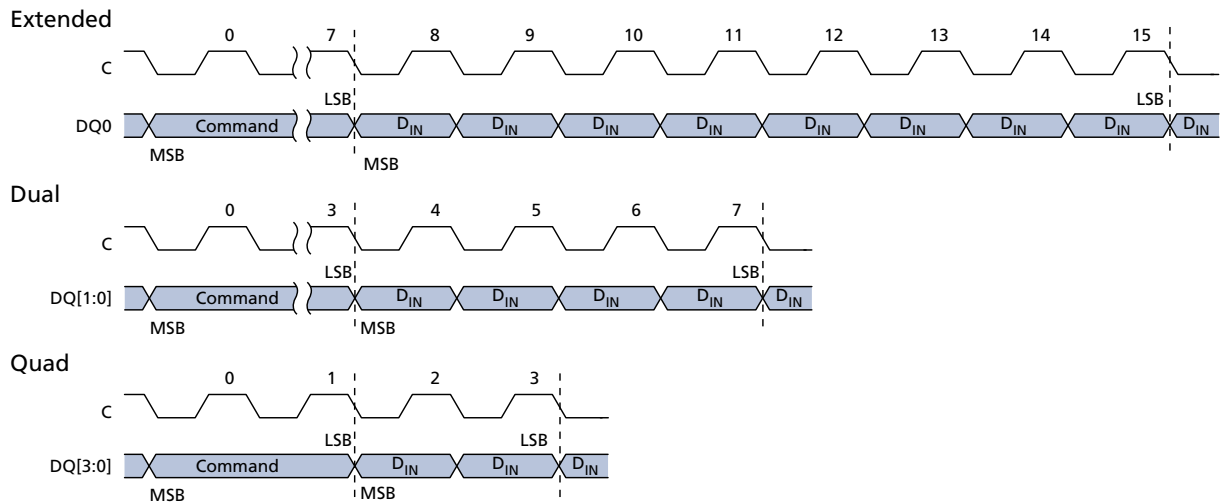 Extended
0 7 8 9 10 11 12 13 14 15
C
LSB LSB
DQ0 Command DIN DIN DIN DIN DIN DIN DIN DIN DIN
MSB MSB
Dual
0 3 4 5 6 7
C
LSB LSB
DQ[1:0] Command DIN DIN DIN DIN DIN
MSB MSB
Quad
0 1 2 3
C
LSB LSB
DQ[3:0] Command DIN DIN DIN
MSB MSB